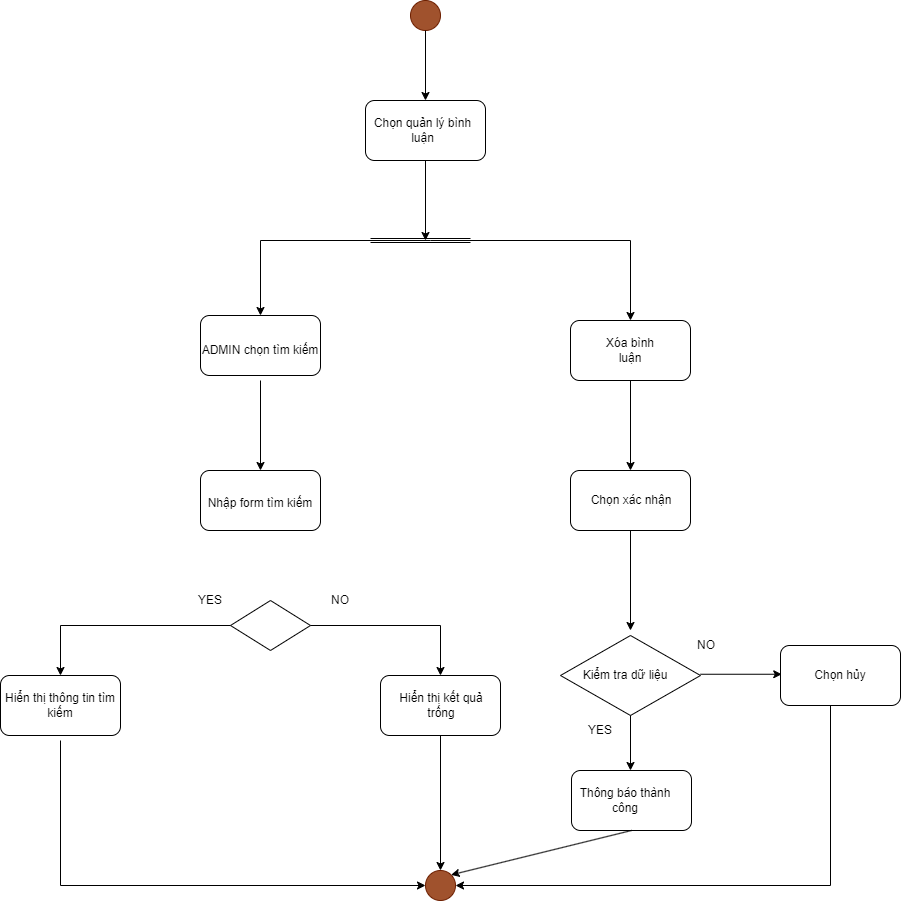 Chọn quản lý bình
luận
ADMIN chọn tìm kiếm
Xóa bình
luận
Nhập form tìm kiếm
Chọn xác nhận
YES
NO
Hiển thị thông tin tìm
kiếm
Hiển thị kết quả
trống
Kiểm tra dữ liệu
NO
Chọn hủy
YES
Thông báo thành
công